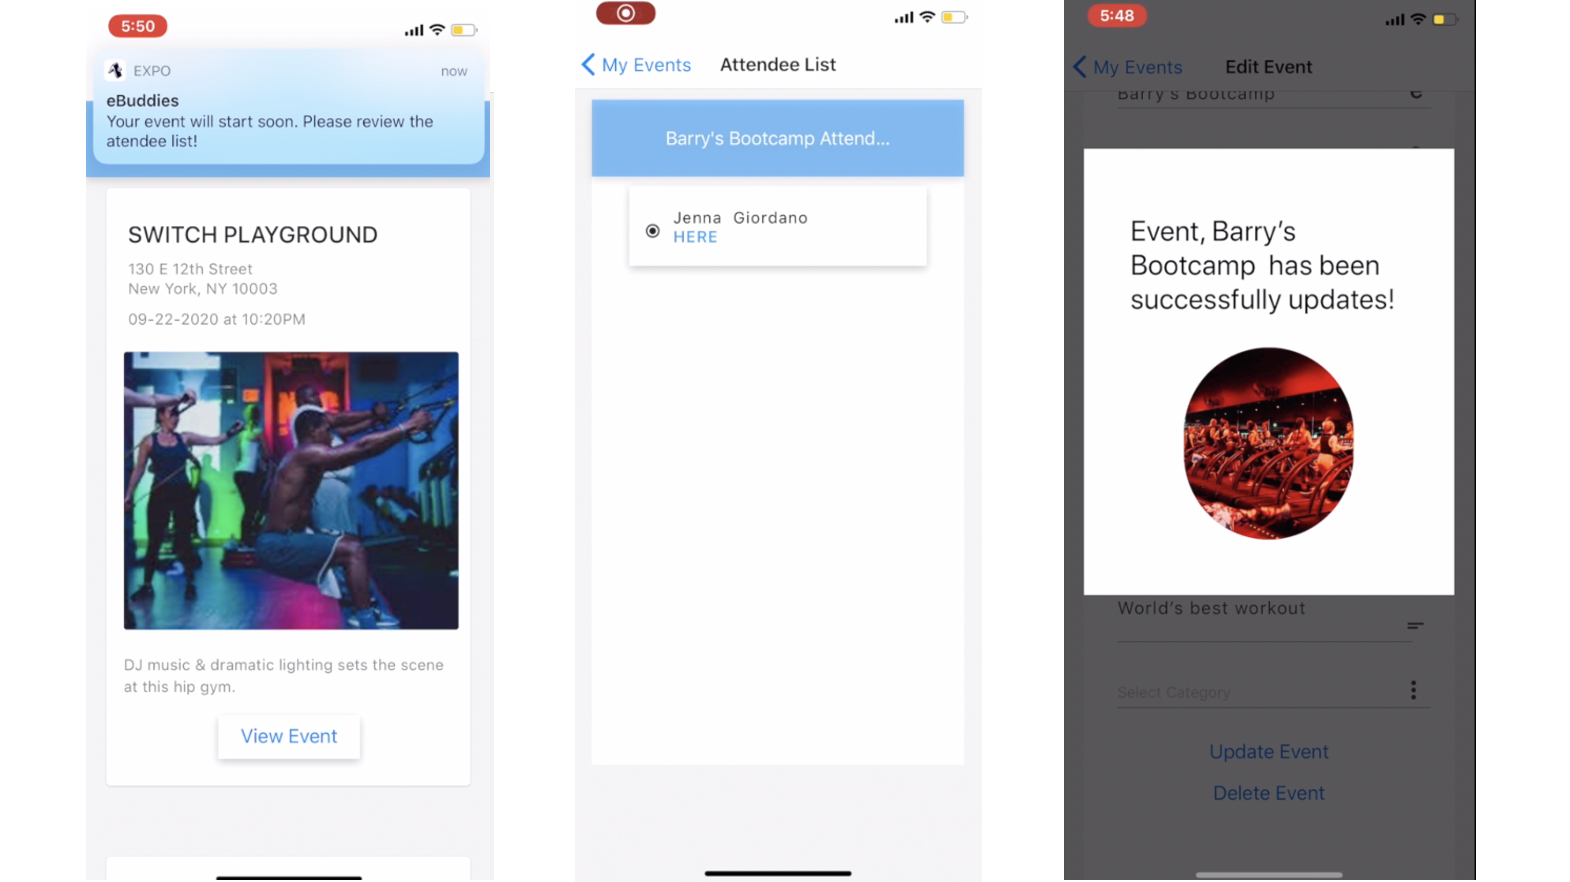 5:50
EXPO now
eBuddies
Your event will start soon. Please review the
atendee list!
SWITCH PLAYGROUND
130 E 12th Street
New York, NY 10003
09-22-2020 at 10:20PM
DJ music & dramatic lighting sets the scene
at this hip gym.
View Event
My Events Attendee List
Barry's Bootcamp Attend...
Jenna Giordano
HERE
5:48
My Events Edit Event
Barry's Bootcamp
Event, Barry's
Bootcamp has been
successfully updates!
World's best workout
Select Category
Update Event
Delete Event